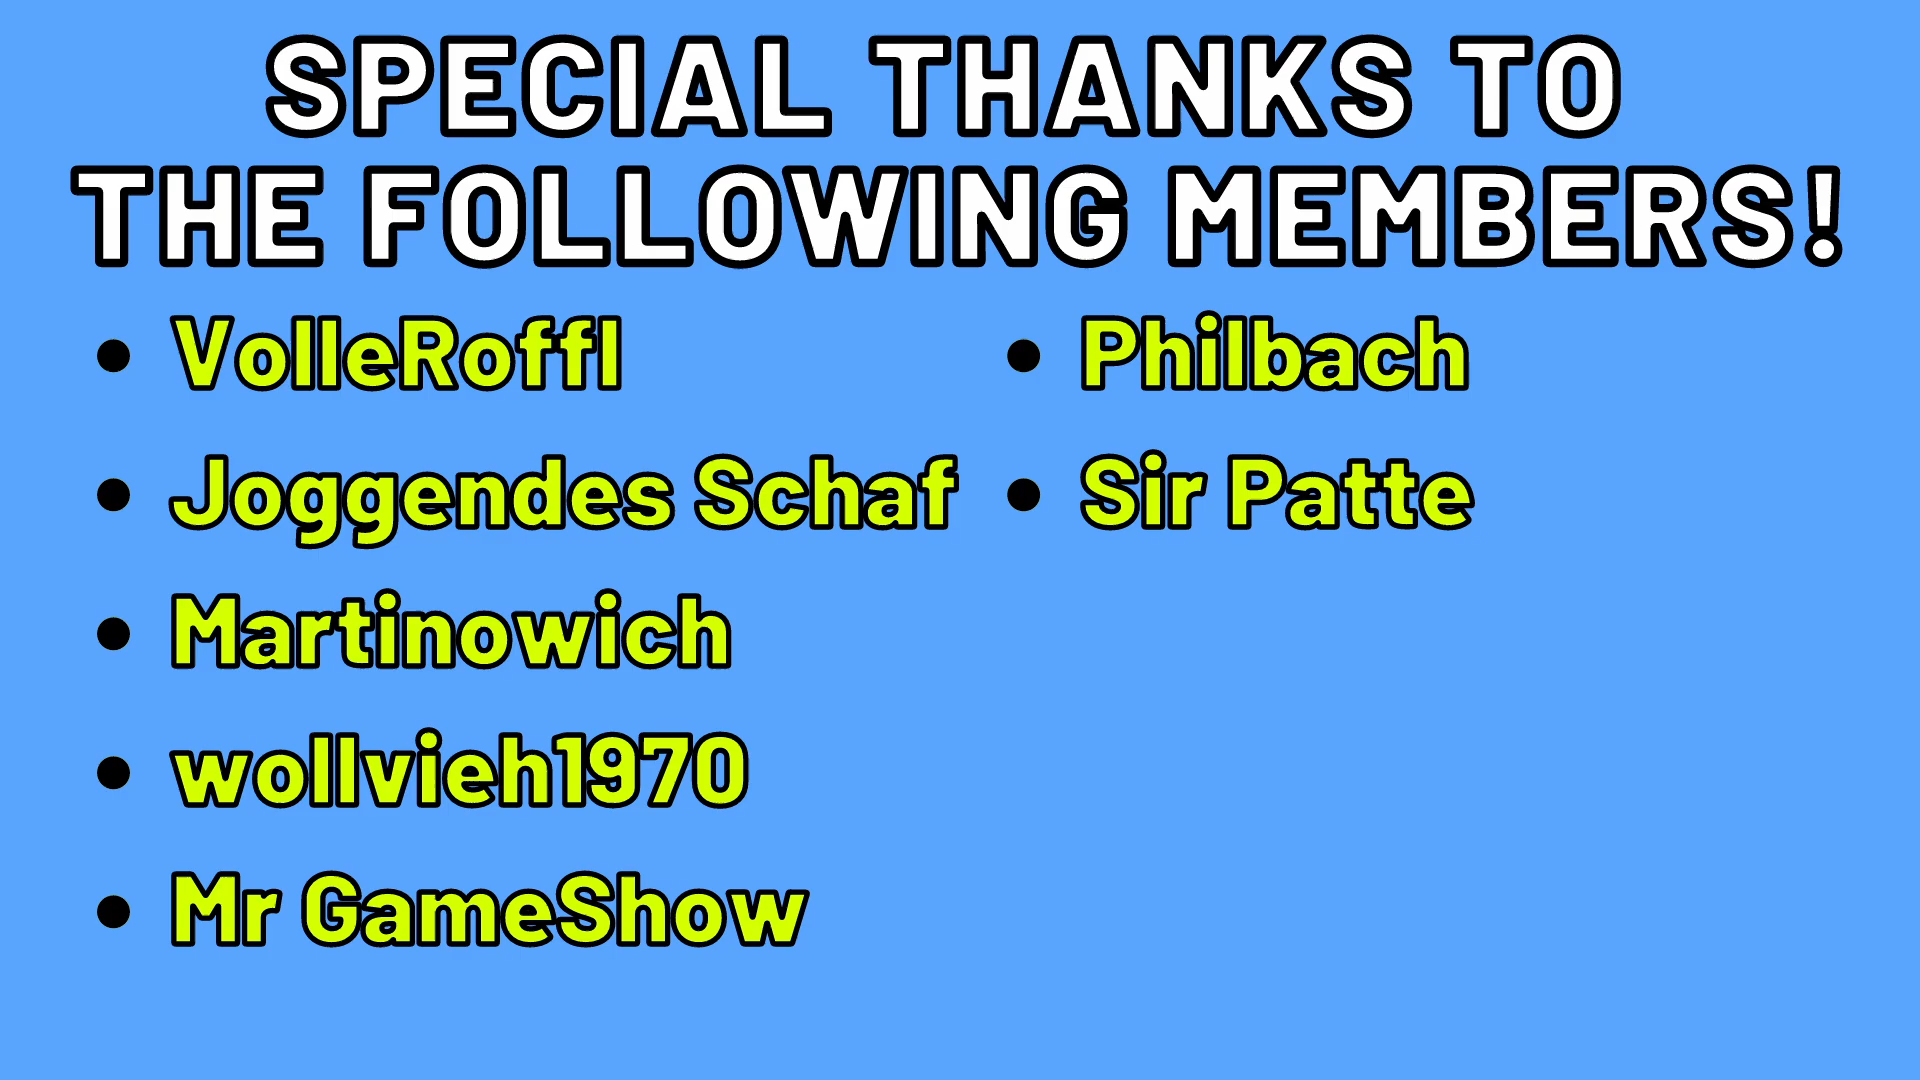 SPECIAL THANKS TO
THE FOLLOWING MEMBERS!
• VolleRoffl
• Joggendes Schaf
• Martinowich
• wollvieh1970
• Mr GameShow
• Philbach
• Sir Patte